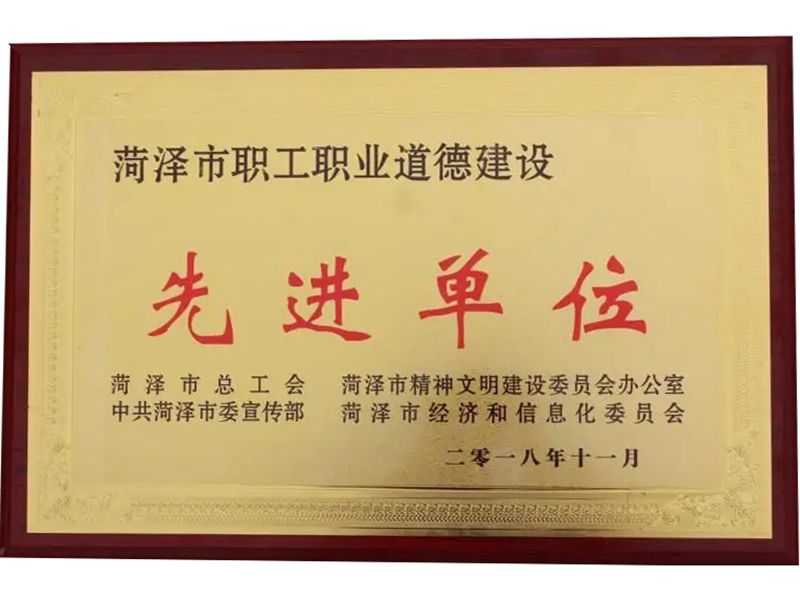 菏泽市职工职业道德建设
先进单位
菏泽市总工会 菏泽市精神文明建设委员会办公室
中共菏泽市委宣传部 菏泽市经济和信息化委员会
二零一八年十一月